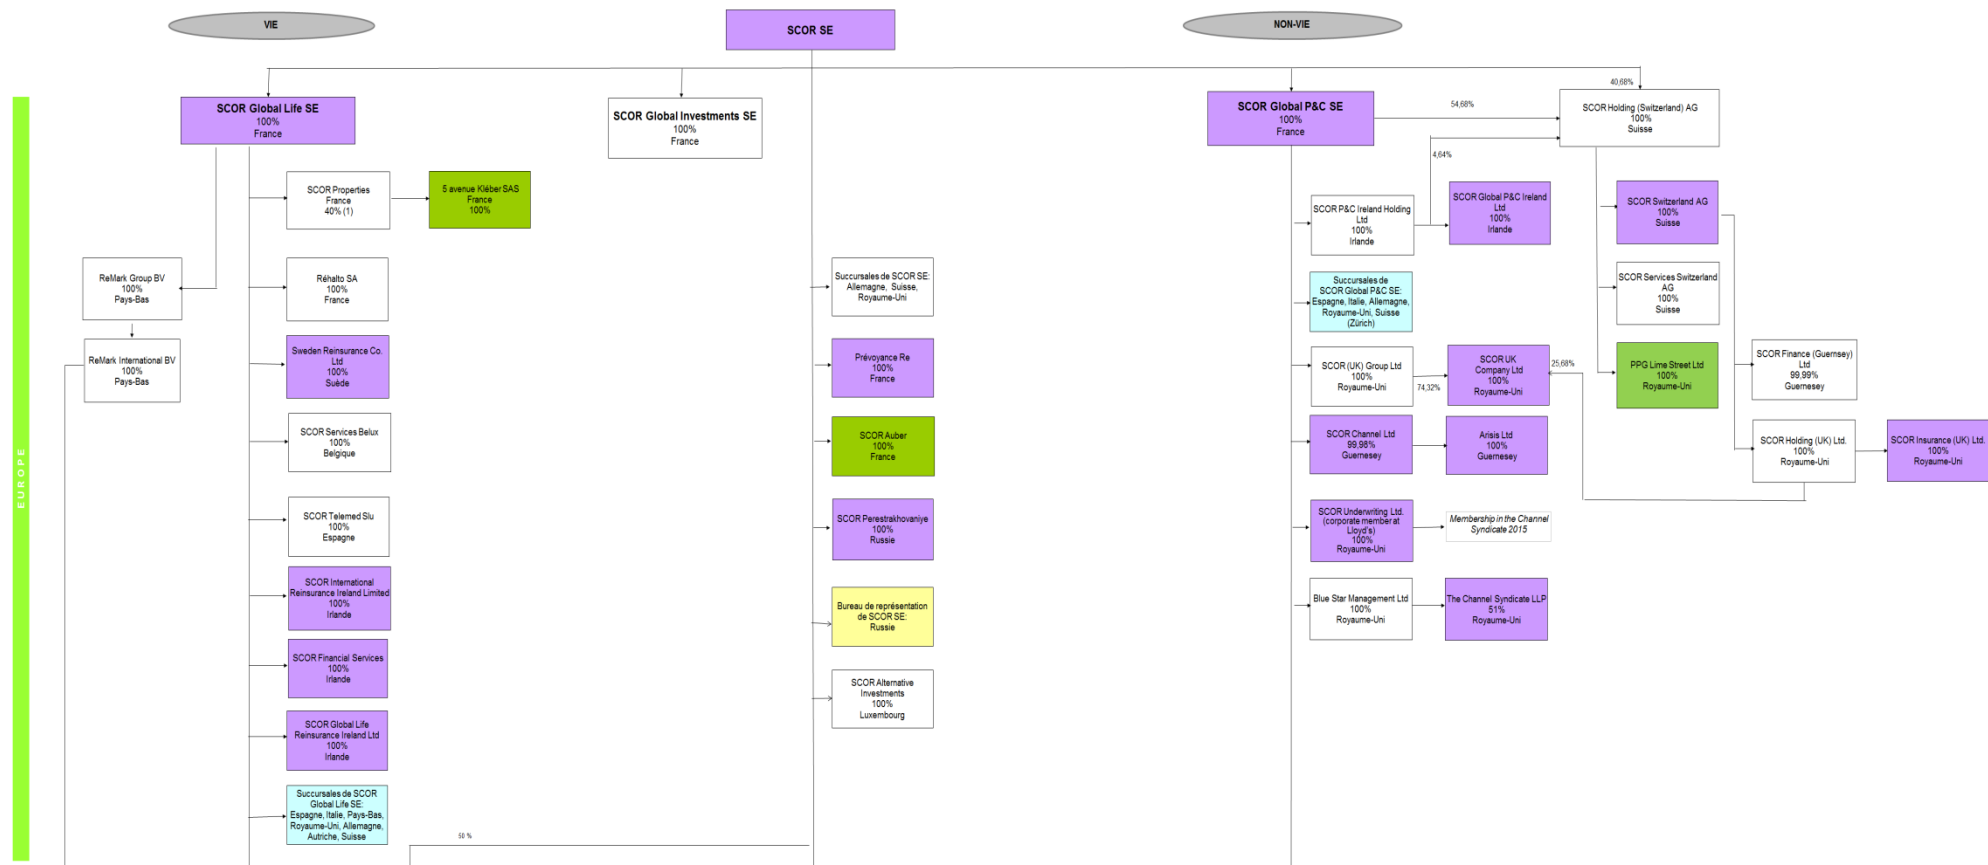 VIE
SCOR SE
NON-VIE
40,68%
SCOR Global Life SE
100%
France
SCOR Global Investments SE
100%
France
SCOR Global P&C SE
100%
France
54,68%
SCOR Holding (Switzerland) AG
100%
Suisse
4,64%
SCOR Properties
France
40% (1)
5 avenue Kléber SAS
France
100%
SCOR P&C Ireland Holding
Ltd
100%
Irlande
SCOR Global P&C Ireland
Ltd
100%
Irlande
SCOR Switzerland AG
100%
Suisse
ReMark Group BV
100%
Pays-Bas
Réhalto SA
100%
France
Succursales de SCOR SE:
Allemagne, Suisse,
Royaume-Uni
Succursales de
SCOR Global P&C SE:
Espagne, Italie, Allemagne,
Royaume-Uni, Suisse
(Zürich)
SCOR Services Switzerland
AG
100%
Suisse
ReMark International BV
100%
Pays-Bas
Sweden Reinsurance Co.
Ltd
100%
Suède
Prévoyance Re
100%
France
SCOR (UK) Group Ltd
100%
Royaume-Uni
74,32%
SCOR UK
Company Ltd
100%
Royaume-Uni
25,68%
PPG Lime Street Ltd
100%
Royaume-Uni
SCOR Finance (Guernsey)
Ltd
99,99%
Guernesey
SCOR Services Belux
100%
Belgique
SCOR Auber
100%
France
SCOR Channel Ltd
99,98%
Guernesey
Arisis Ltd
100%
Guernesey
SCOR Holding (UK) Ltd.
100%
Royaume-Uni
SCOR Insurance (UK) Ltd.
100%
Royaume-Uni
EUROPE
SCOR Telemed Slu
100%
Espagne
SCOR Perestrakhovaniye
100%
Russie
SCOR Underwriting Ltd.
(corporate member at
Lloyd's)
100%
Royaume-Uni
Membership in the Channel
Syndicate 2015
SCOR International
Reinsurance Ireland Limited
100%
Irlande
Bureau de représentation
de SCOR SE:
Russie
Blue Star Management Ltd
100%
Royaume-Uni
The Channel Syndicate LLP
51%
Royaume-Uni
SCOR Financial Services
100%
Irlande
SCOR Alternative
Investments
100%
Luxembourg
SCOR Global Life
Reinsurance Ireland Ltd
100%
Irlande
Succursales de SCOR
Global Life SE:
Espagne, Italie, Pays-Bas,
Royaume-Uni, Allemagne,
Autriche, Suisse
50 %